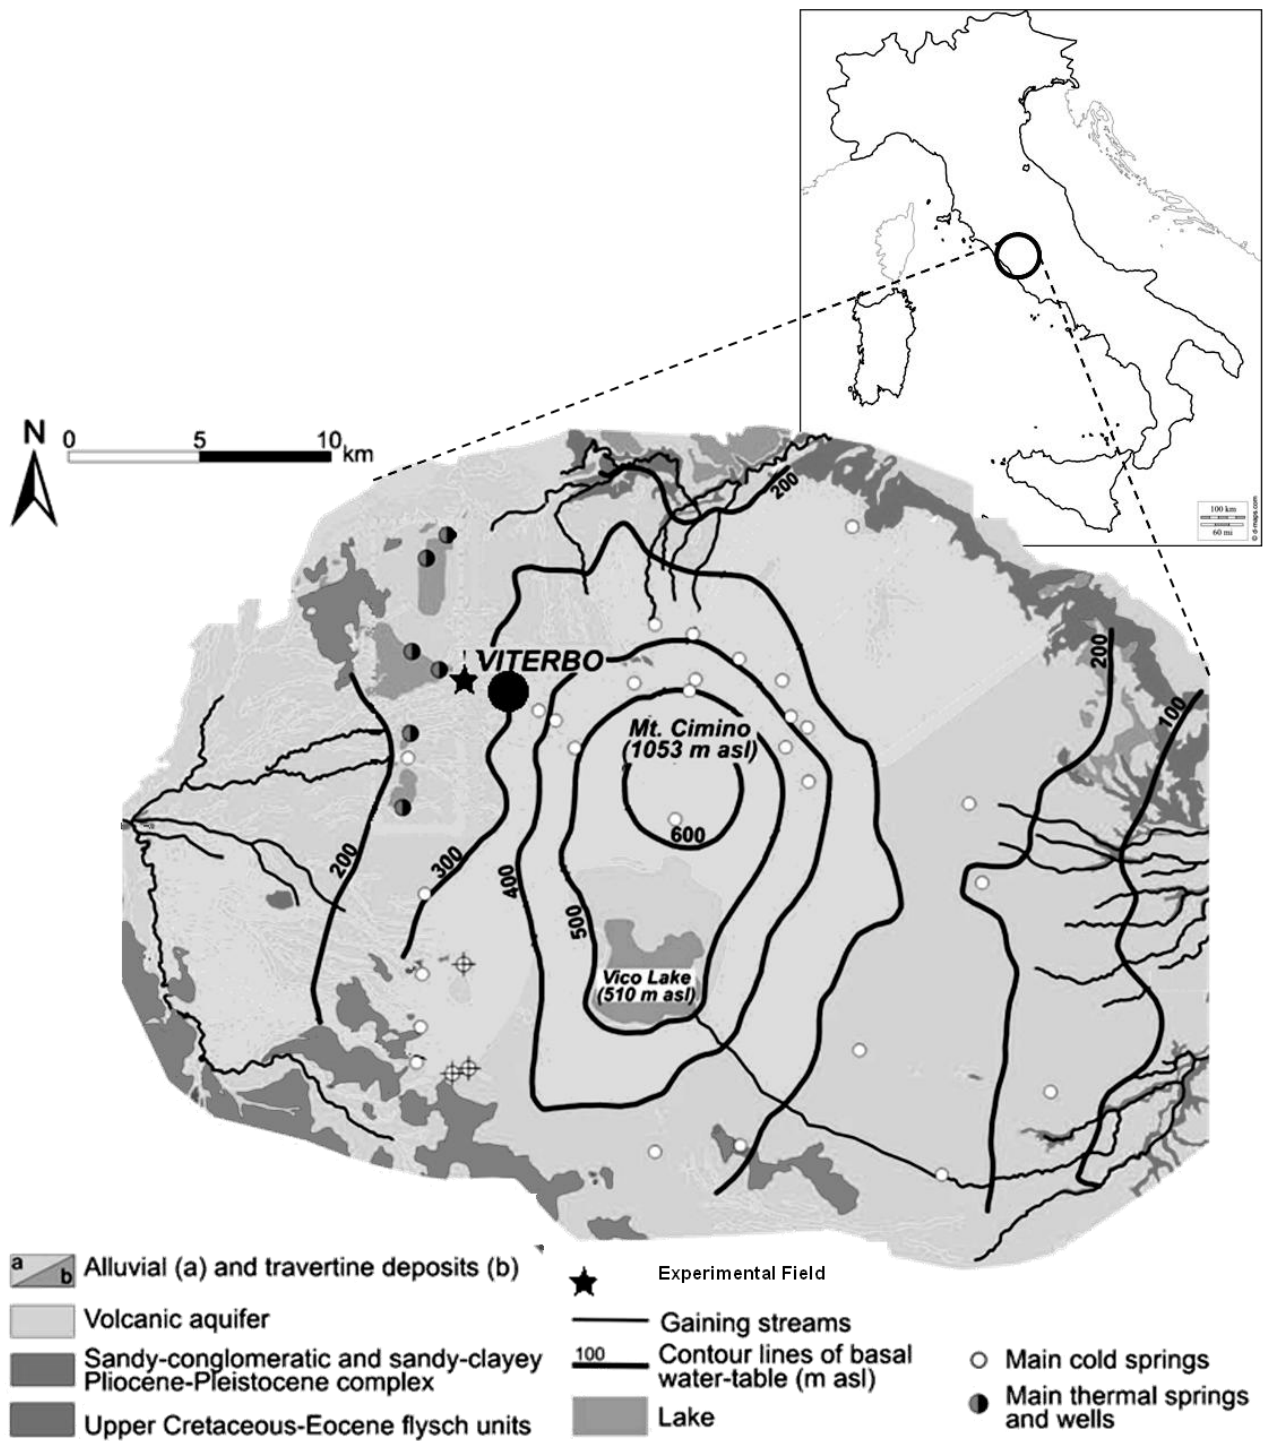 100 km
60 mi
© d-maps.com
N
0 5 10
km
200
200
100
VITERBO
Mt. Cimino
(1053 m asl)
600
200
300
400
500
Vico Lake
(510 m asl)
a
b
Alluvial (a) and travertine deposits (b)
Volcanic aquifer
Sandy-conglomeratic and sandy-clayey
Pliocene-Pleistocene complex
Upper Cretaceous-Eocene flysch units
Experimental Field
Gaining streams
100
Contour lines of basal
water-table (m asl)
Lake
Main cold springs
Main thermal springs
and wells